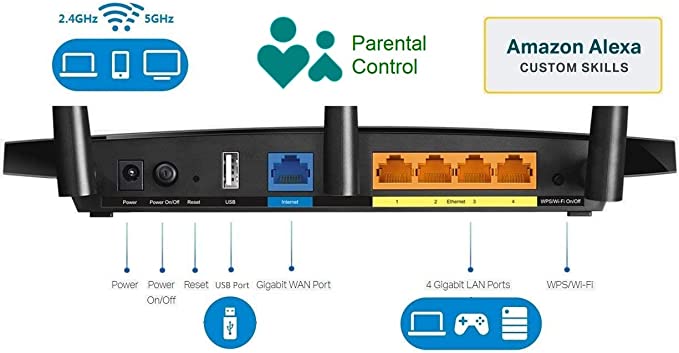 2.4GHz 5GHz
Parental
Control
Amazon Alexa
CUSTOM SKILLS
Power Power On/Off Reset USB Internet 1 2 Ethernet 3 4 WPS/Wi-Fi On/Off
Power Power Reset USB Port Gigabit WAN Port 4 Gigabit LAN Ports WPS/Wi-Fi
On/Off